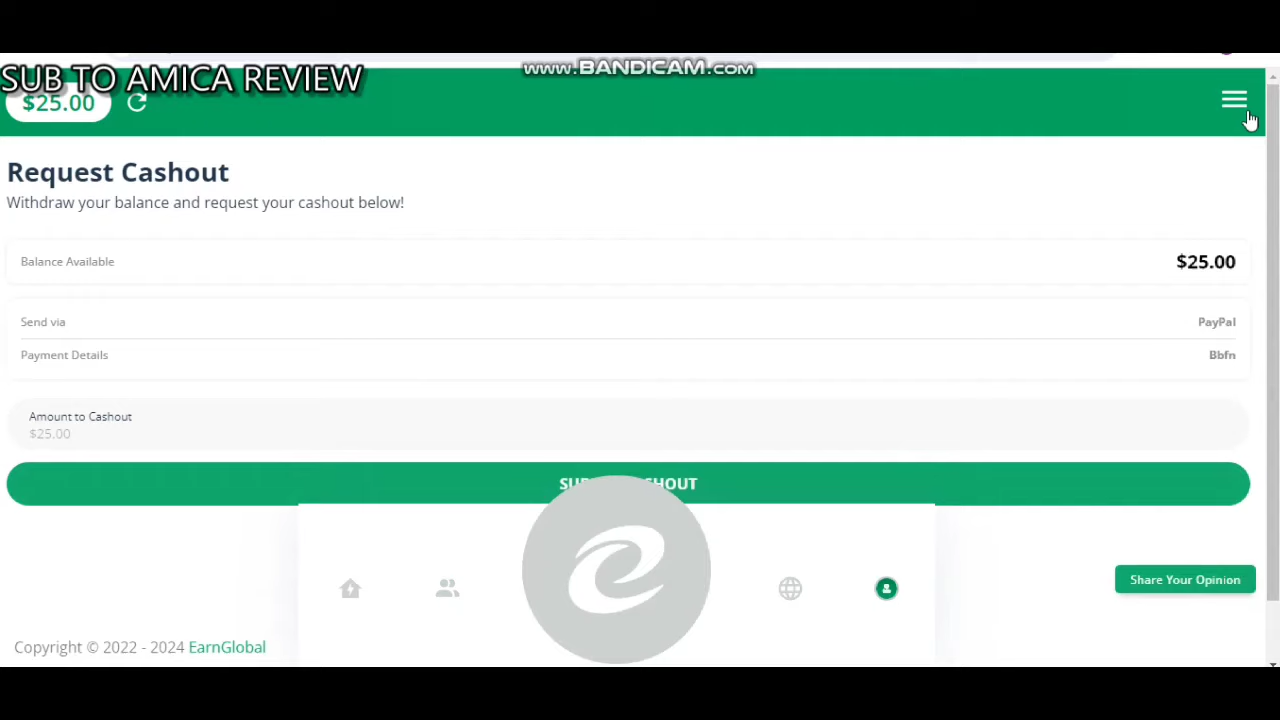 www.BANDICAM.com
SUB TO AMICA REVIEW
$25.00
Request Cashout
Withdraw your balance and request your cashout below!
Balance Available
$25.00
Send via
PayPal
Payment Details
Bbfn
Amount to Cashout
$25.00
Share Your Opinion
Copyright © 2022 - 2024 EarnGlobal